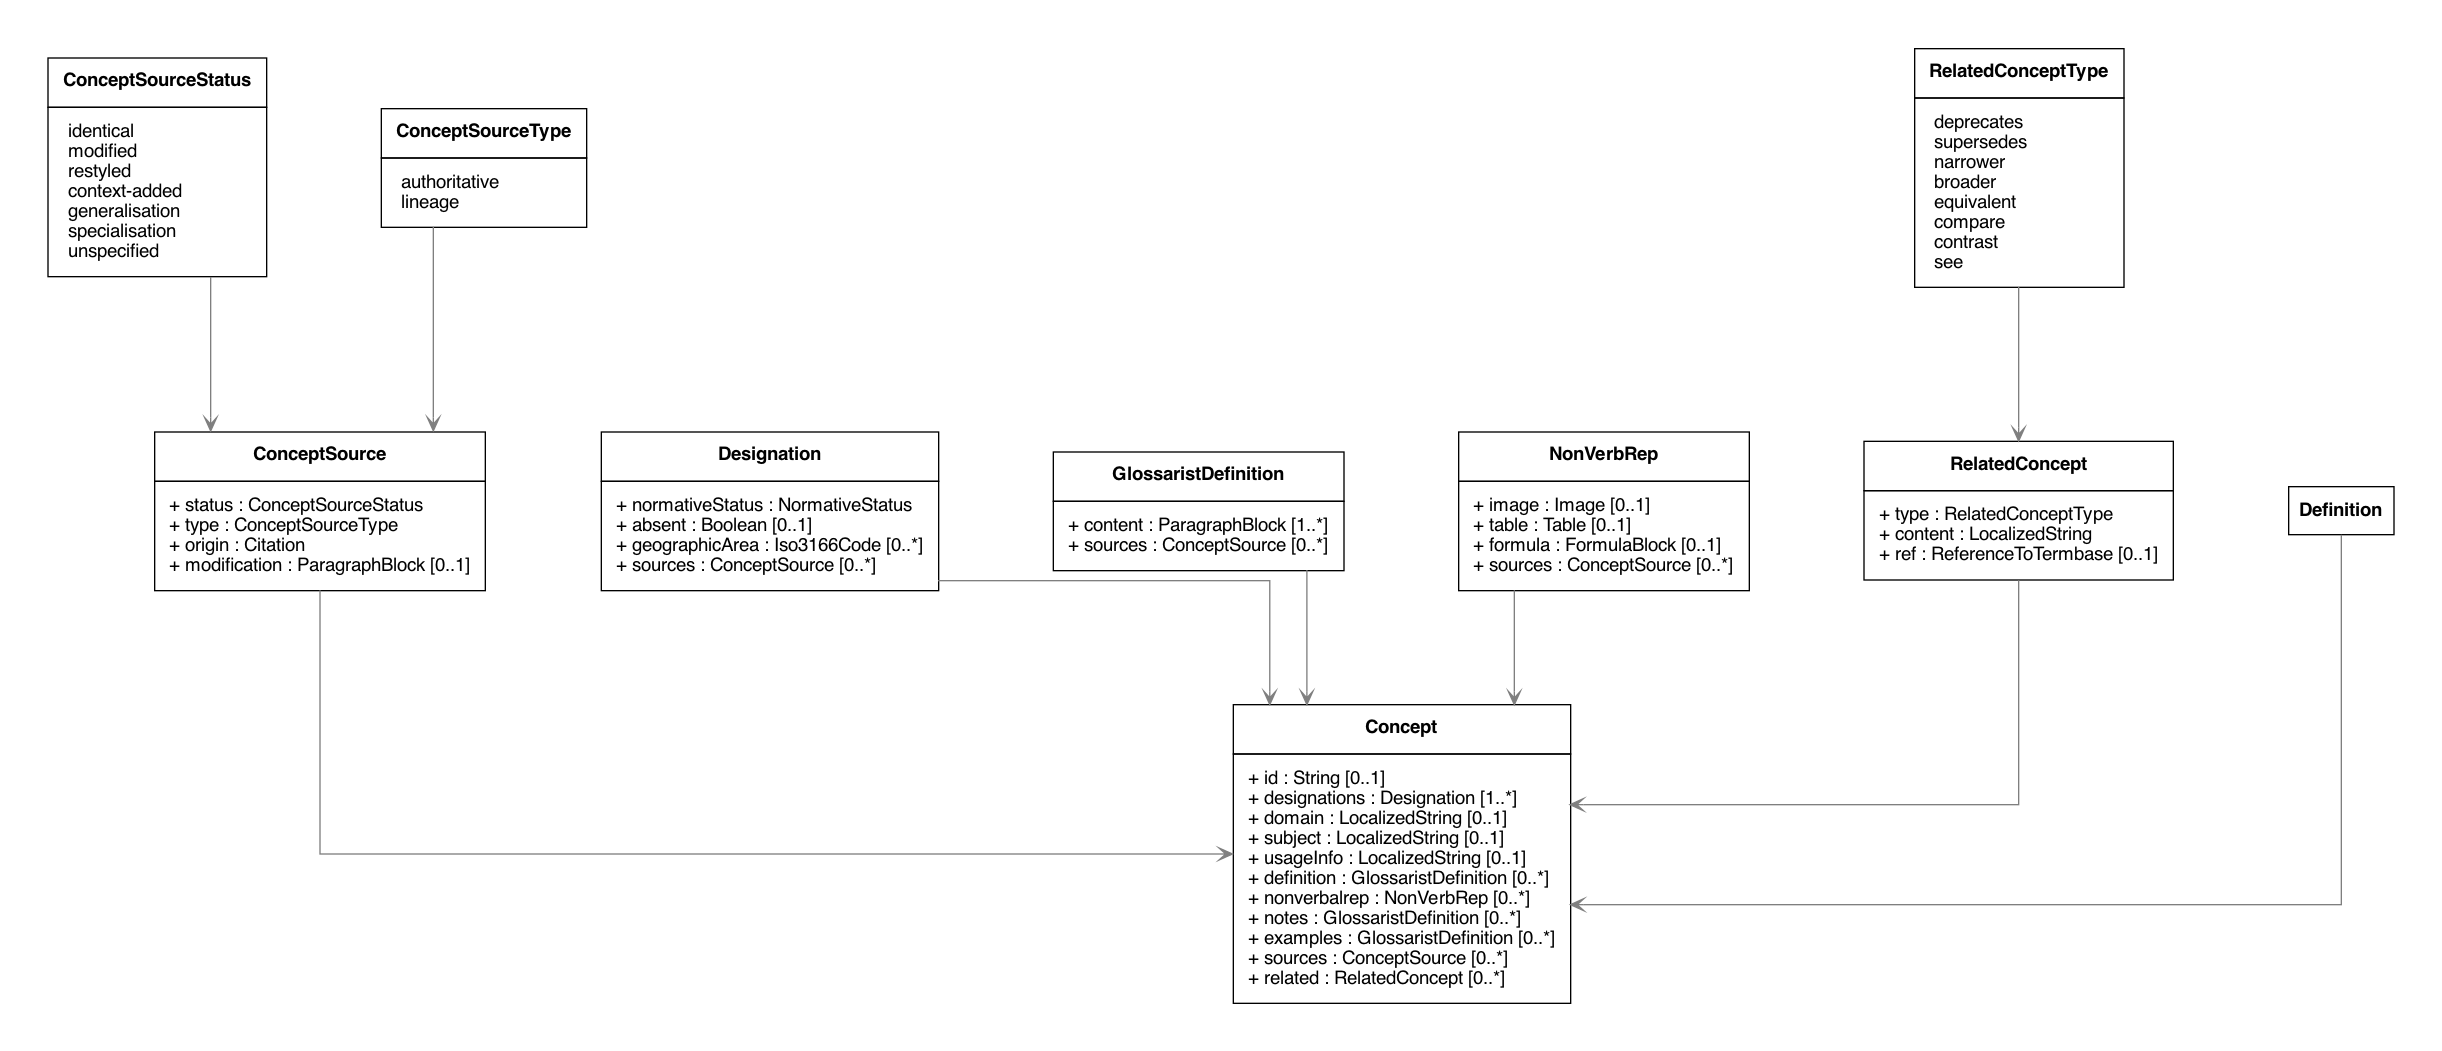 ConceptSourceStatus
identical
modified
restyled
context-added
generalisation
specialisation
unspecified
ConceptSourceType
authoritative
lineage
RelatedConceptType
deprecates
supersedes
narrower
broader
equivalent
compare
contrast
see
ConceptSource
+ status : ConceptSourceStatus
+ type : ConceptSourceType
+ origin : Citation
+ modification : ParagraphBlock [0..1]
Designation
+ normativeStatus : NormativeStatus
+ absent : Boolean [0..1]
+ geographicArea : Iso3166Code [0..*]
+ sources : ConceptSource [0..*]
GlossaristDefinition
+ content : ParagraphBlock [1..*]
+ sources : ConceptSource [0..*]
NonVerbRep
+ image : Image [0..1]
+ table : Table [0..1]
+ formula : FormulaBlock [0..1]
+ sources : ConceptSource [0..*]
RelatedConcept
+ type : RelatedConceptType
+ content : LocalizedString
+ ref : ReferenceToTermbase [0..1]
Definition
Concept
+ id : String [0..1]
+ designations : Designation [1..*]
+ domain : LocalizedString [0..1]
+ subject : LocalizedString [0..1]
+ usageInfo : LocalizedString [0..1]
+ definition : GlossaristDefinition [0..*]
+ nonverbalrep : NonVerbRep [0..*]
+ notes : GlossaristDefinition [0..*]
+ examples : GlossaristDefinition [0..*]
+ sources : ConceptSource [0..*]
+ related : RelatedConcept [0..*]